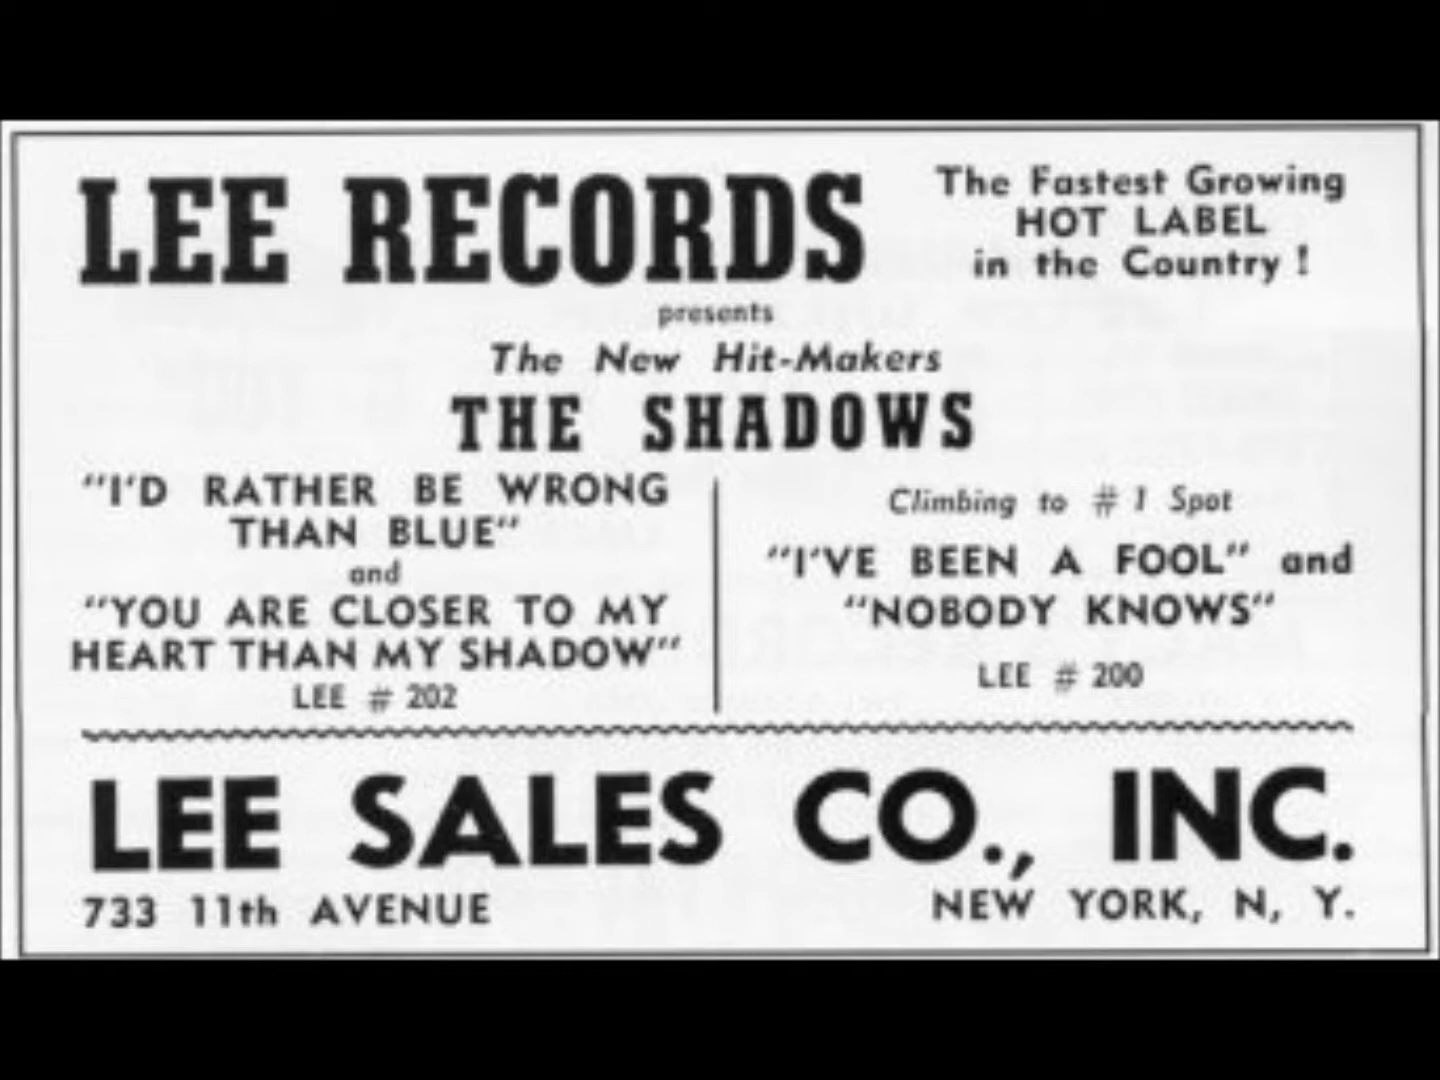 LEE RECORDS
The Fastest Growing
HOT LABEL
in the Country !
presents
The New Hit-Makers
THE SHADOWS
"I'D RATHER BE WRONG
THAN BLUE"
and
"YOU ARE CLOSER TO MY
HEART THAN MY SHADOW"
LEE # 202
Climbing to # 1 Spot
"I'VE BEEN A FOOL" and
"NOBODY KNOWS"
LEE # 200
LEE SALES CO., INC.
733 11th AVENUE
NEW YORK, N, Y.